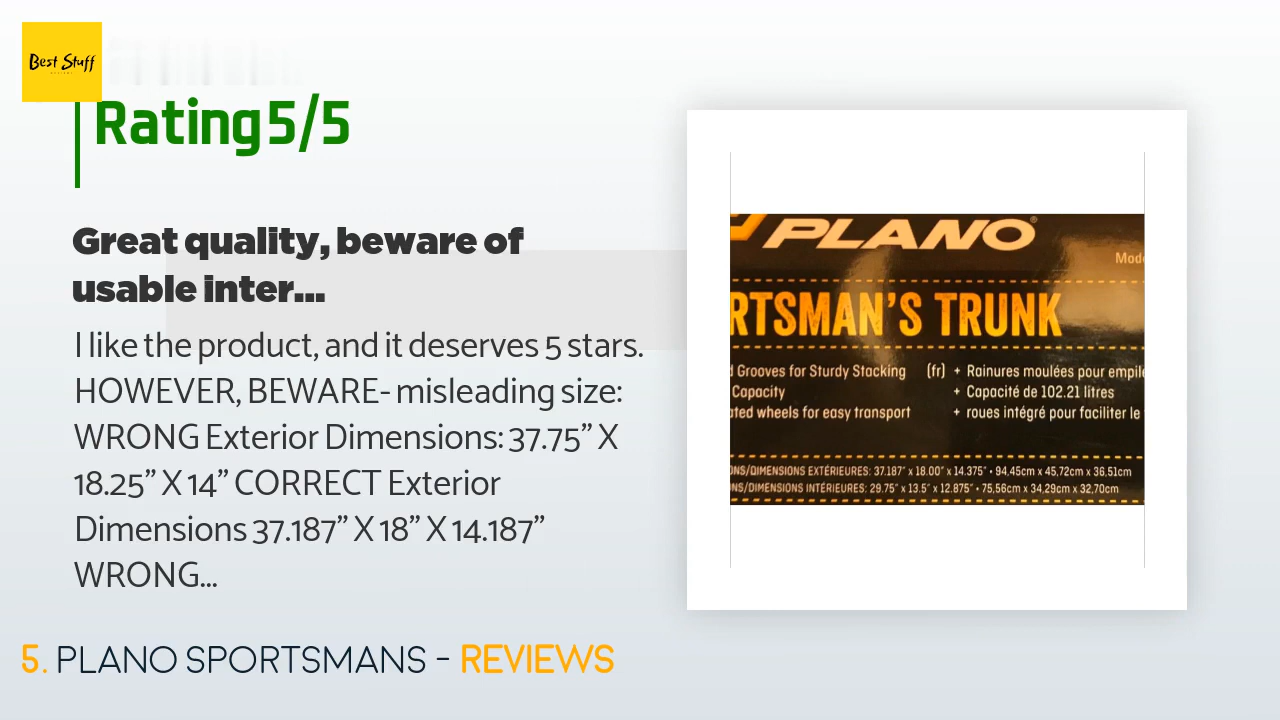 Best Stuff
Rating 5/5
Great quality, beware of
usable inter...
I like the product, and it deserves 5 stars.
HOWEVER, BEWARE- misleading size:
WRONG Exterior Dimensions: 37.75” X
18.25” X 14” CORRECT Exterior
Dimensions 37.187” X 18” X 14.187”
WRONG...
PLANO®
Mode
RTSMAN'S TRUNK
d Grooves for Sturdy Stacking (fr) + Rainures moulées pour empil
Capacity + Capacité de 102.21 litres
ated wheels for easy transport + roues intégré pour faciliter le
NS/DIMENSIONS EXTÉRIEURES: 37.187" x 18.00" x 14.375" • 94,45cm x 45,72cm x 36,51cm
NS/DIMENSIONS INTÉRIEURES: 29.75" x 13.5" x 12.875" • 75,56cm x 34,29cm x 32,70cm
5. PLANO SPORTSMANS - REVIEWS